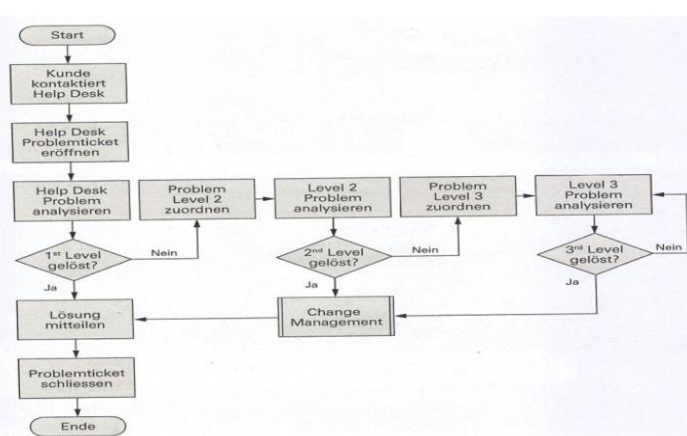 Start
Kunde
kontaktiert
Help Desk
Help Desk
Problemticket
eröffnen
Help Desk
Problem
analysieren
1st Level
gelöst?
Nein
Ja
Problem
Level 2
zuordnen
Level 2
Problem
analysieren
2nd Level
gelöst?
Nein
Ja
Problem
Level 3
zuordnen
Level 3
Problem
analysieren
3rd Level
gelöst?
Nein
Ja
Change
Management
Lösung
mitteilen
Problemticket
schliessen
Ende